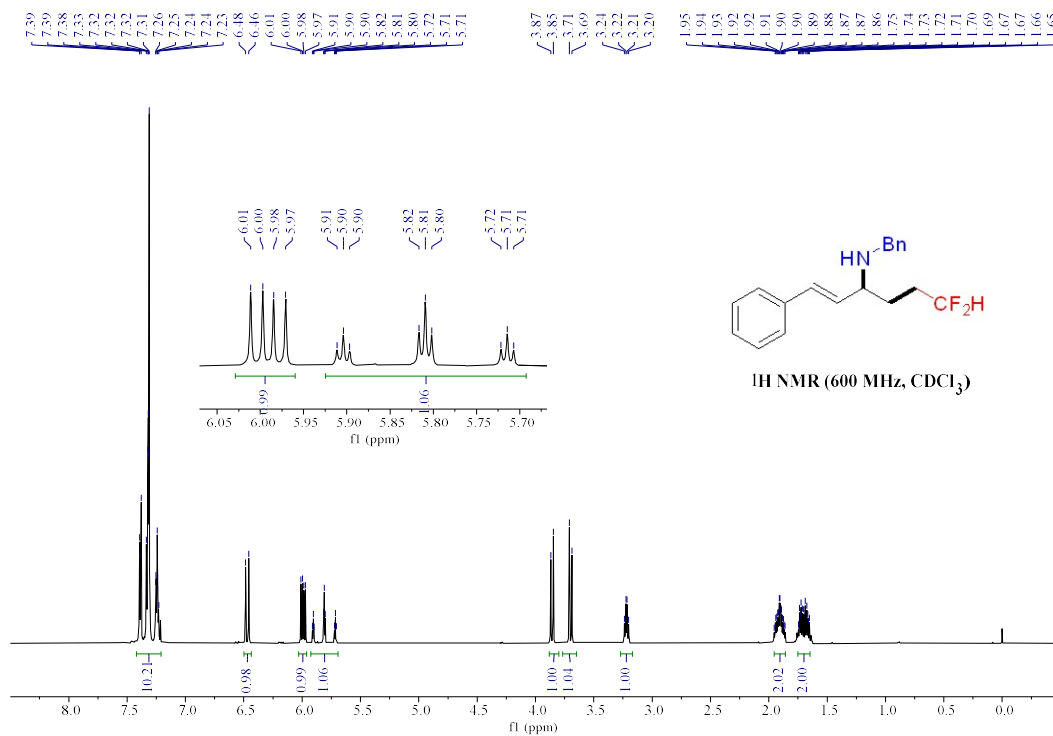 7.39 7.39 7.38 7.33 7.32 7.32 7.32 7.31 7.26 7.25 7.24 7.24 7.23 6.48 6.46 6.01 6.00 5.98 5.97 5.91 5.90 5.90 5.82 5.81 5.80 5.72 5.71 5.71 3.87 3.85 3.71 3.69 3.24 3.22 3.21 3.20 1.95 1.94 1.93 1.92 1.92 1.91 1.90 1.90 1.89 1.88 1.87 1.87 1.86 1.75 1.74 1.73 1.72 1.71 1.70 1.69 1.67 1.67 1.66 1.65
6.01 6.00 5.98 5.97 5.91 5.90 5.90 5.82 5.81 5.80 5.72 5.71 5.71
HN Bn
CF2H
1H NMR (600 MHz, CDCl3)
0.99 1.06
6.05 6.00 5.95 5.90 5.85 5.80 5.75 5.70
f1 (ppm)
10.21 0.98 0.99 1.06 1.00 1.04 1.00 2.02 2.00
8.0 7.5 7.0 6.5 6.0 5.5 5.0 4.5 4.0 3.5 3.0 2.5 2.0 1.5 1.0 0.5 0.0
f1 (ppm)